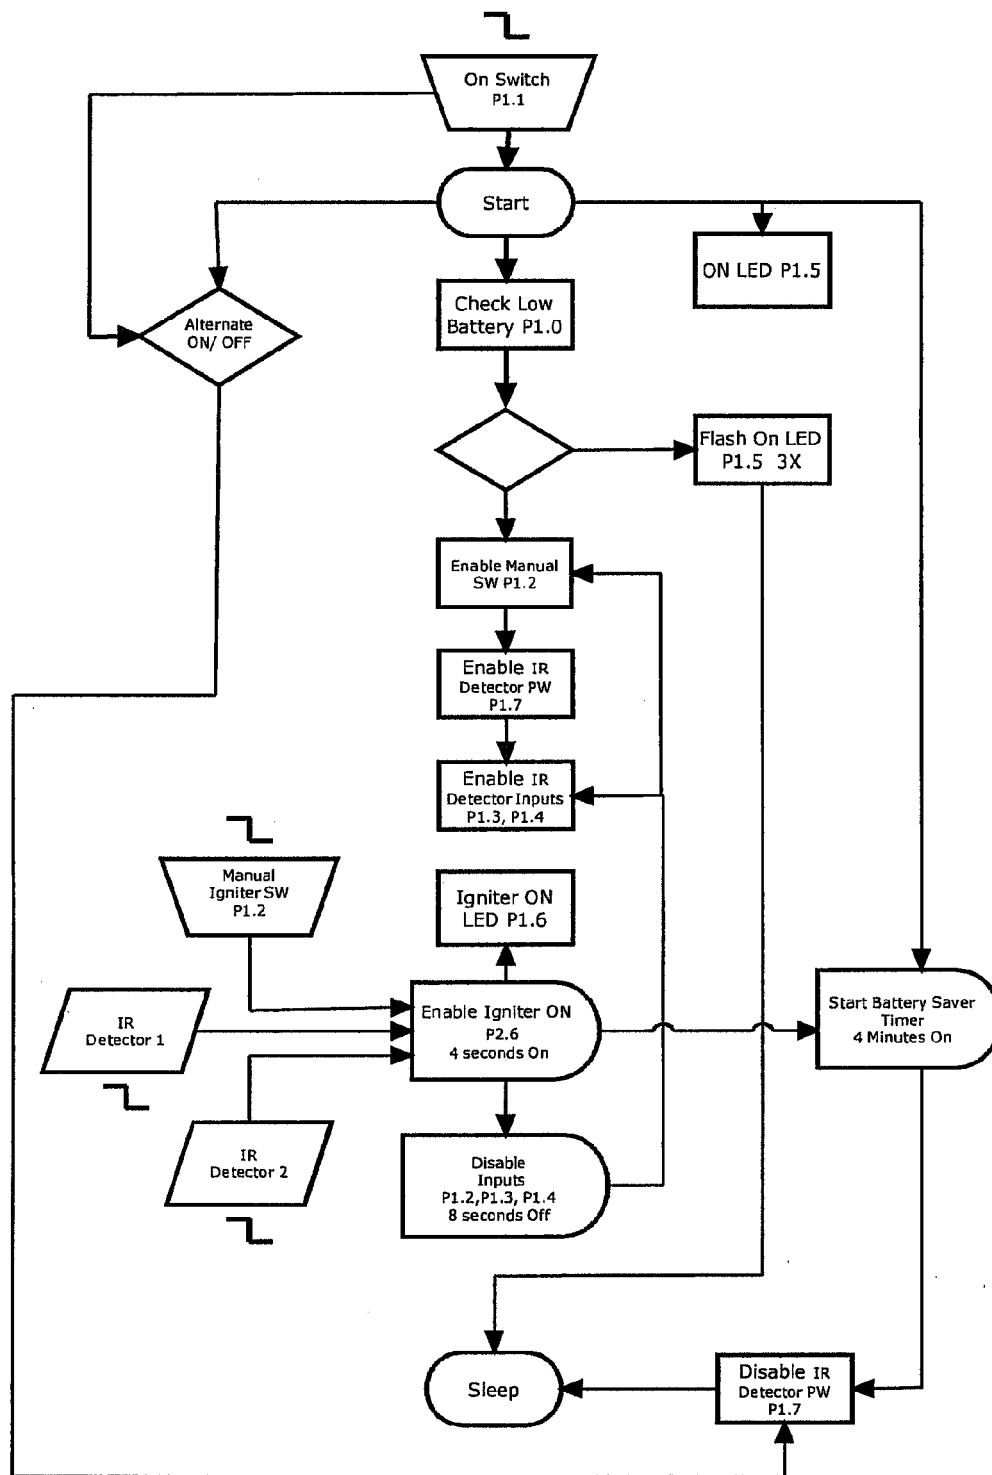 On Switch
P1.1
Start
ON LED P1.5
Check Low
Battery P1.0
Alternate
ON/ OFF
Flash On LED
P1.5 3X
Enable Manual
SW P1.2
Enable IR
Detector PW
P1.7
Enable IR
Detector Inputs
P1.3, P1.4
Manual
Igniter SW
P1.2
Igniter ON
LED P1.6
Enable Igniter ON
P2.6
4 seconds On
Start Battery Saver
Timer
4 Minutes On
IR
Detector 1
IR
Detector 2
Disable
Inputs
P1.2,P1.3, P1.4
8 seconds Off
Sleep
Disable IR
Detector PW
P1.7